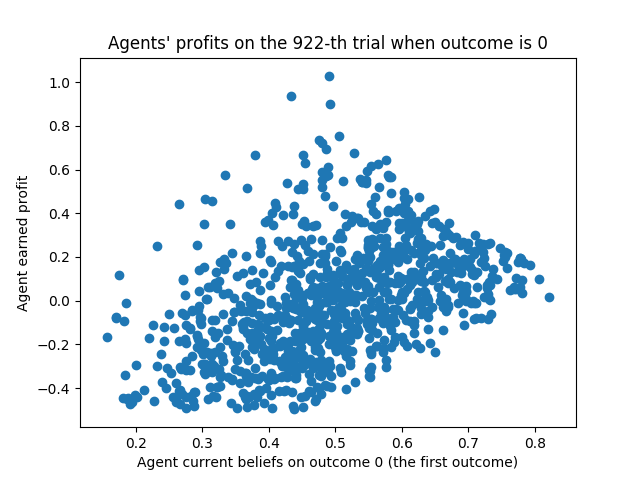 Agents' profits on the 922-th trial when outcome is 0
1.0
0.8
0.6
0.4
0.2
0.0
−0.2
−0.4
Agent earned profit
0.2 0.3 0.4 0.5 0.6 0.7 0.8
Agent current beliefs on outcome 0 (the first outcome)